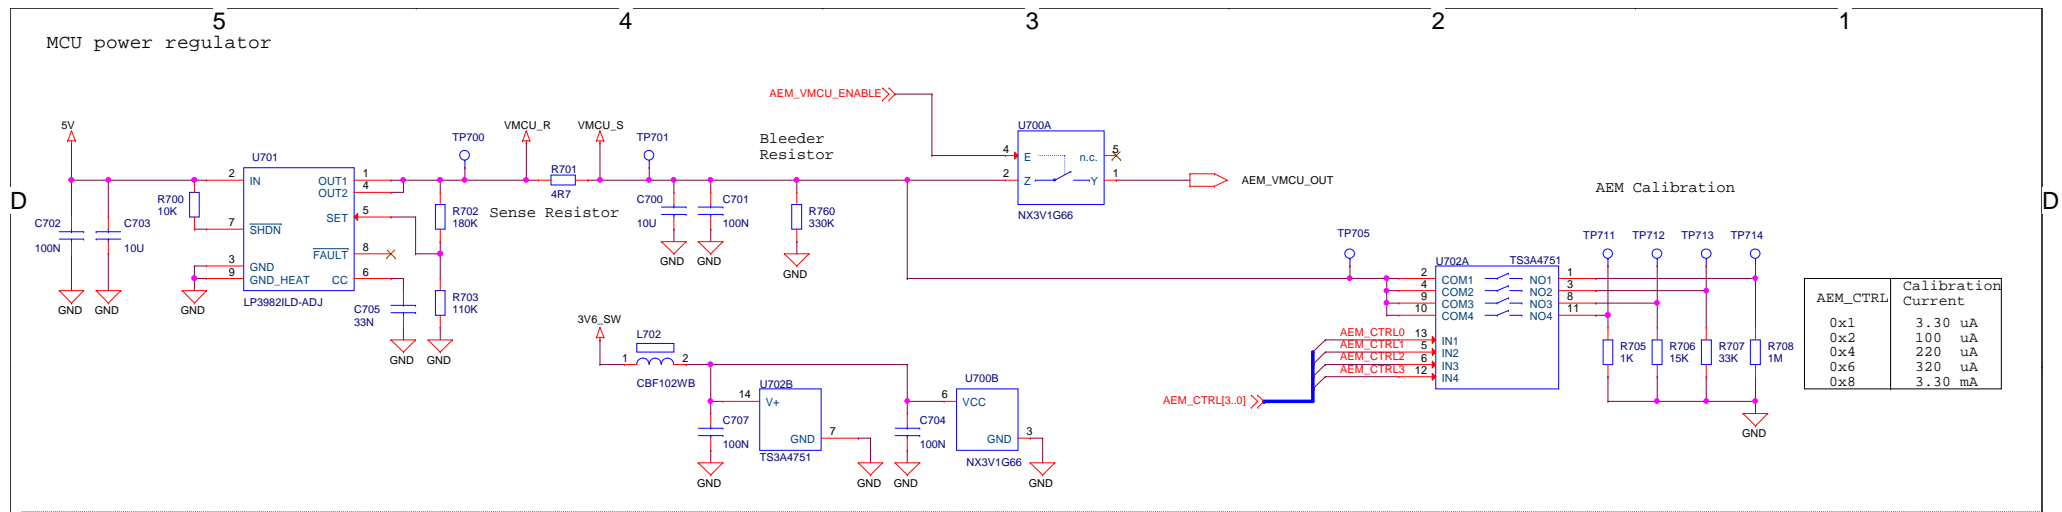 5
4
3
2
1
MCU power regulator
D
D
5V
C702
100N
C703
10U
GND
GND
R700
10K
U701
2
IN
7
SHDN
3
GND
9
GND_HEAT
OUT1
1
OUT2
4
SET
5
FAULT
8
CC
6
LP3982ILD-ADJ
GND
C705
33N
GND
R702
180K
R703
110K
GND
TP700
VMCU_R
R701
4R7
Sense Resistor
VMCU_S
TP701
C700
10U
GND
C701
100N
GND
Bleeder
Resistor
R760
330K
GND
AEM_VMCU_ENABLE
U700A
4
E
n.c.
5
2
Z
Y
1
NX3V1G66
AEM_VMCU_OUT
3V6_SW
L702
1
2
CBF102WB
C707
100N
GND
U702B
14
V+
GND
7
TS3A4751
GND
C704
100N
GND
U700B
6
VCC
GND
3
NX3V1G66
GND
AEM Calibration
TP705
U702A
TS3A4751
2
COM1
NO1
1
4
COM2
NO2
3
9
COM3
NO3
8
10
COM4
NO4
11
AEM_CTRL0
13
IN1
AEM_CTRL1
5
IN2
AEM_CTRL2
6
IN3
AEM_CTRL3
12
IN4
AEM_CTRL[3..0]
TP711
TP712
TP713
TP714
R705
1K
R706
15K
R707
33K
R708
1M
GND
AEM_CTRL Calibration
Current
0x1 3.30 uA
0x2 100 uA
0x4 220 uA
0x6 320 uA
0x8 3.30 mA